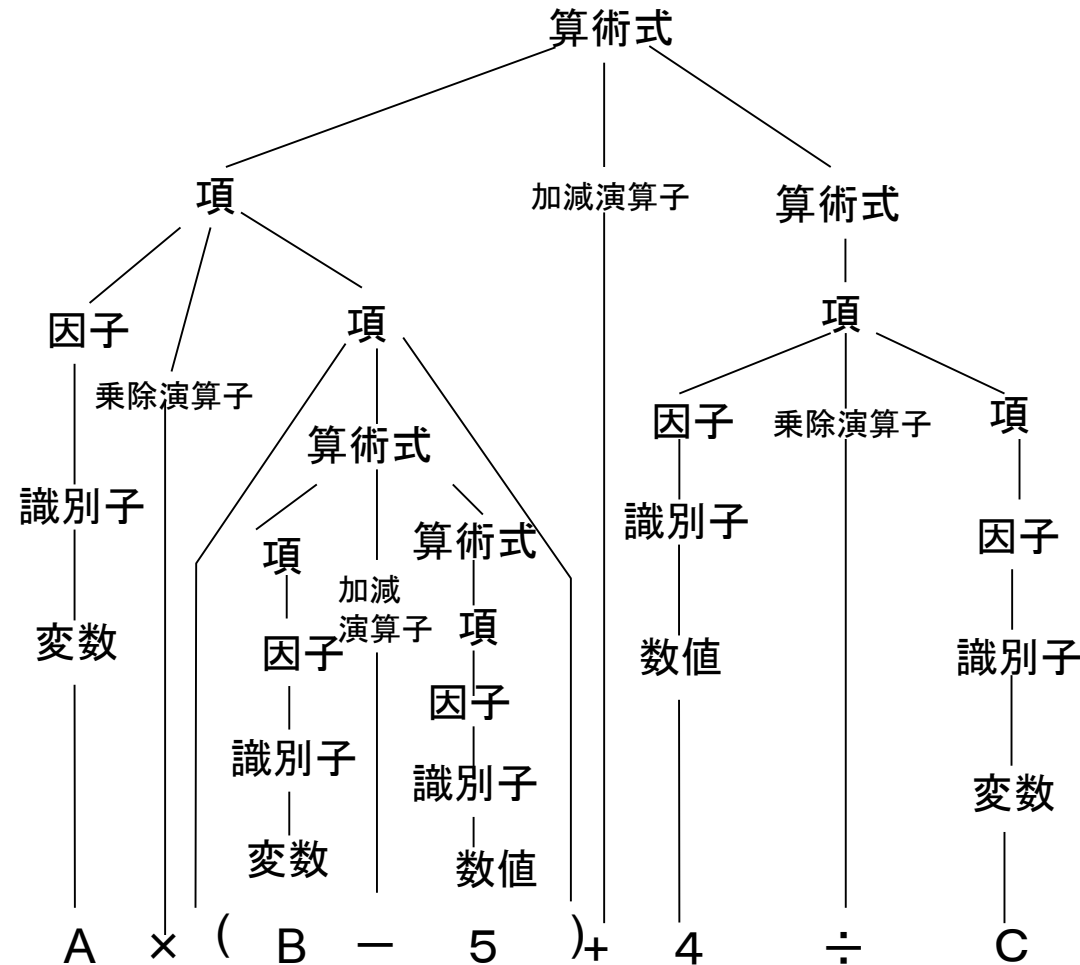 算術式
項 加減演算子 算術式
因子 項 項
乗除演算子 因子 乗除演算子 項
算術式
識別子 項 算術式 識別子 因子
加減
演算子
変数 因子 項 数値 識別子
因子
識別子 識別子 変数
変数 数値
A × ( B − 5 ) + 4 ÷ C